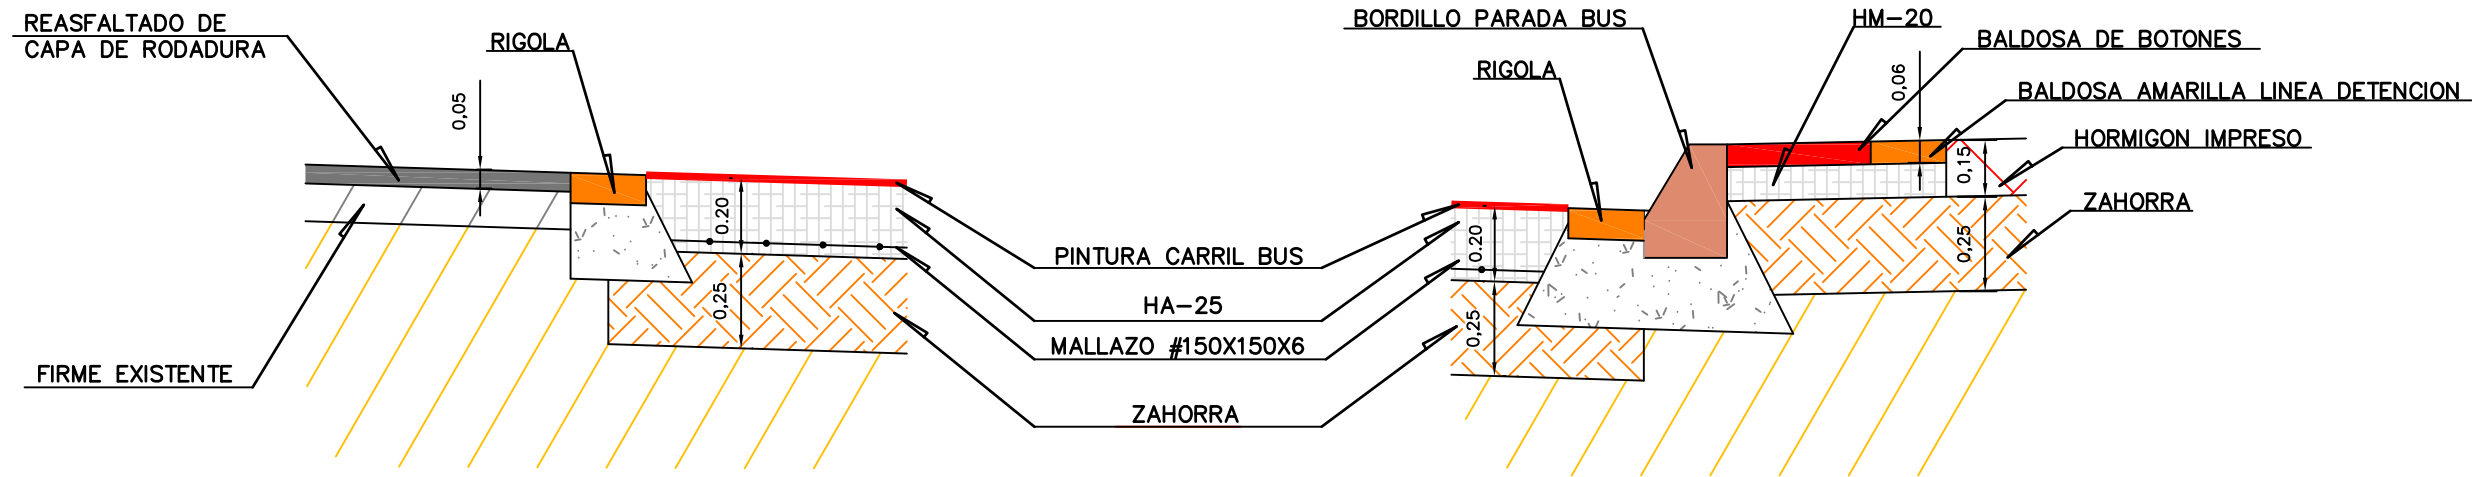 REASFALTADO DE
CAPA DE RODADURA
RIGOLA
0,05
0.20
0,25
FIRME EXISTENTE
PINTURA CARRIL BUS
HA-25
MALLAZO #150X150X6
ZAHORRA
BORDILLO PARADA BUS
RIGOLA
HM-20
BALDOSA DE BOTONES
0,06
BALDOSA AMARILLA LINEA DETENCION
HORMIGON IMPRESO
0,15
ZAHORRA
0.20
0,25
0,25